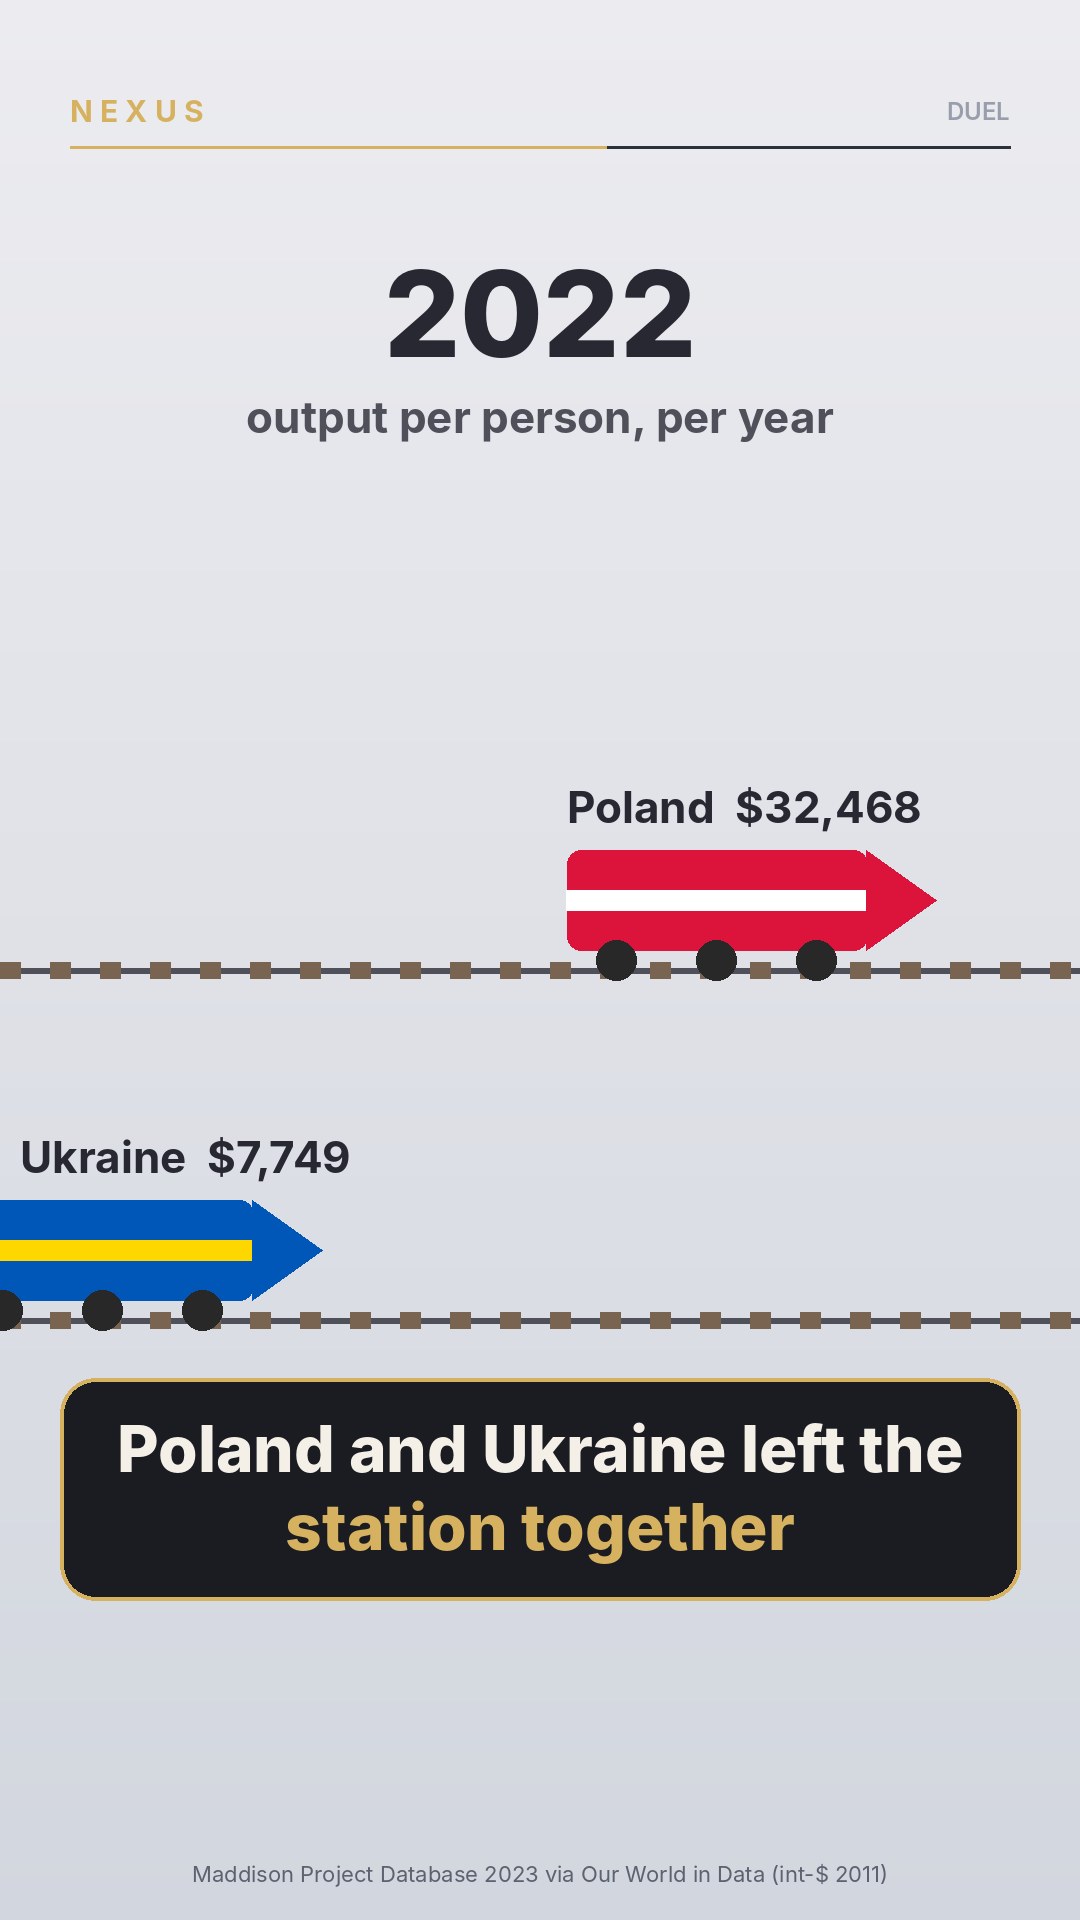 NEXUS
DUEL
2022
output per person, per year
Poland $32,468
Ukraine $7,749
Poland and Ukraine left the
station together
Maddison Project Database 2023 via Our World in Data (int-$ 2011)